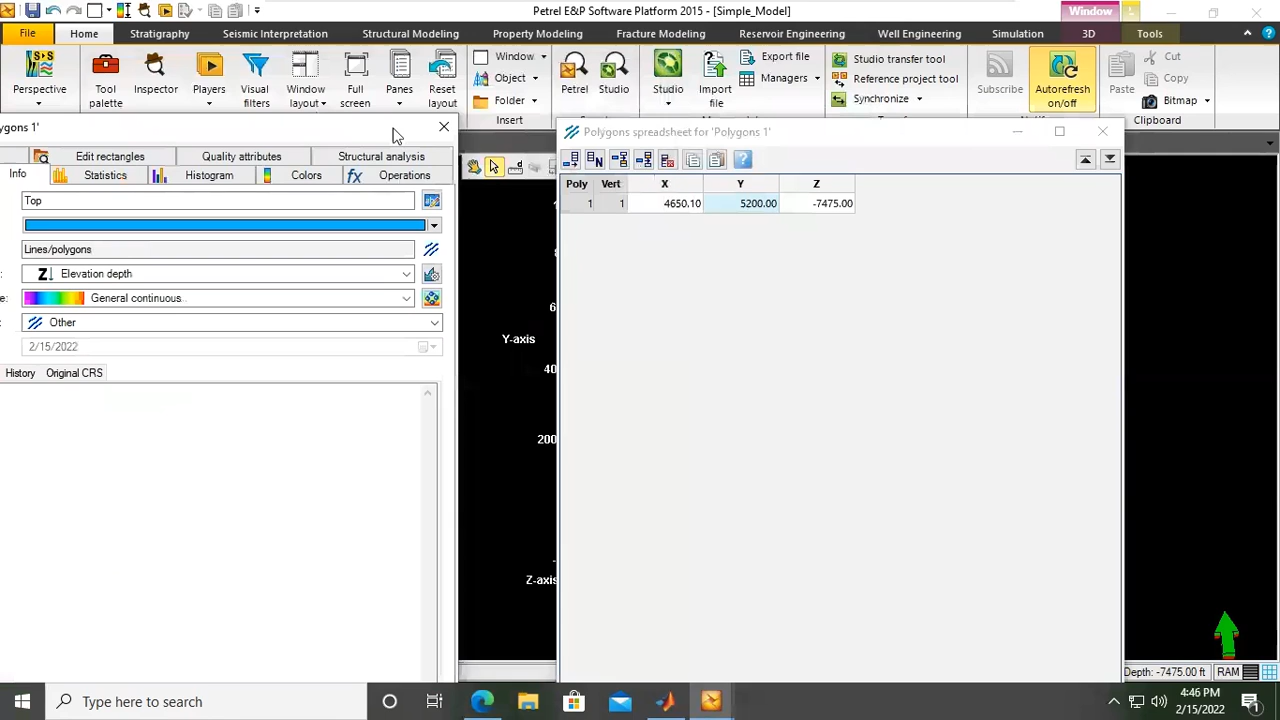 Petrel E&P Software Platform 2015 - [Simple_Model]
Window
File
Home
Stratigraphy
Seismic Interpretation
Structural Modeling
Property Modeling
Fracture Modeling
Reservoir Engineering
Well Engineering
Simulation
3D
Tools
Perspective
Tool palette
Inspector
Players
Visual filters
Window layout
Full screen
Panes
Reset layout
Window
Object
Folder
Insert
Petrel
Studio
Studio
Import file
Export file
Managers
Studio transfer tool
Reference project tool
Synchronize
Subscribe
Autorefresh on/off
Paste
Cut
Copy
Bitmap
Clipboard
ygons 1'
Edit rectangles
Quality attributes
Structural analysis
Info
Statistics
Histogram
Colors
Operations
Top
Lines/polygons
Elevation depth
General continuous..
Other
2/15/2022
History
Original CRS
Polygons spreadsheet for 'Polygons 1'
Poly Vert X Y Z
1 1 4650.10 5200.00 -7475.00
Y-axis
40
200
Z-axis
Depth: -7475.00 ft
RAM
Type here to search
4:46 PM
2/15/2022